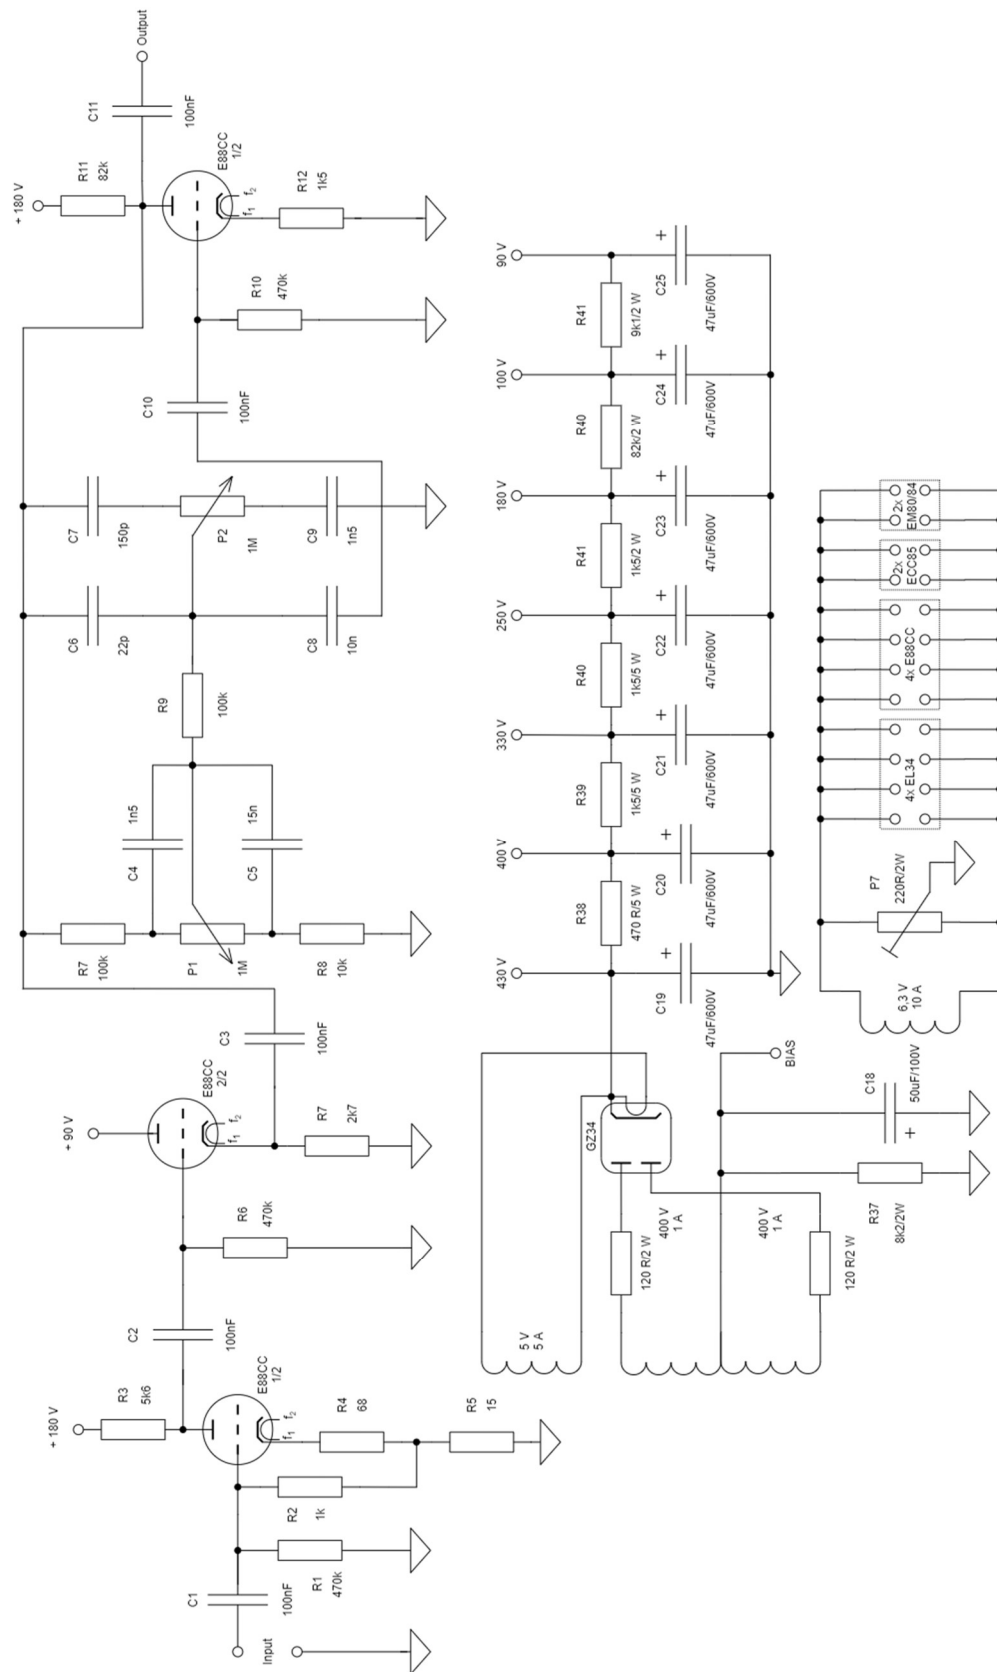 Input
C1
100nF
R1
470k
R2
1k
+ 180 V
R3
5k6
E88CC
1/2
f₁
f₂
R4
68
R5
15
C2
100nF
R6
470k
+ 90 V
E88CC
2/2
f₁
f₂
R7
2k7
C3
100nF
R7
100k
P1
1M
R8
10k
C4
1n5
C5
15n
R9
100k
C6
22p
C8
10n
C7
150p
P2
1M
C9
1n5
C10
100nF
R10
470k
+ 180 V
R11
82k
E88CC
1/2
f₁
f₂
R12
1k5
C11
100nF
Output
5 V
5 A
120 R/2 W
400 V
1 A
400 V
1 A
120 R/2 W
GZ34
430 V
R38
470 R/5 W
C19
47uF/600V
400 V
R39
1k5/5 W
C20
47uF/600V
330 V
R40
1k5/5 W
C21
47uF/600V
250 V
R41
1k5/2 W
C22
47uF/600V
180 V
R40
82k/2 W
C23
47uF/600V
100 V
R41
9k1/2 W
C24
47uF/600V
90 V
C25
47uF/600V
R37
8k2/2W
C18
50uF/100V
BIAS
6,3 V
10 A
P7
220R/2W
4x EL34
4x E88CC
2x
ECC85
2x
EM80/84